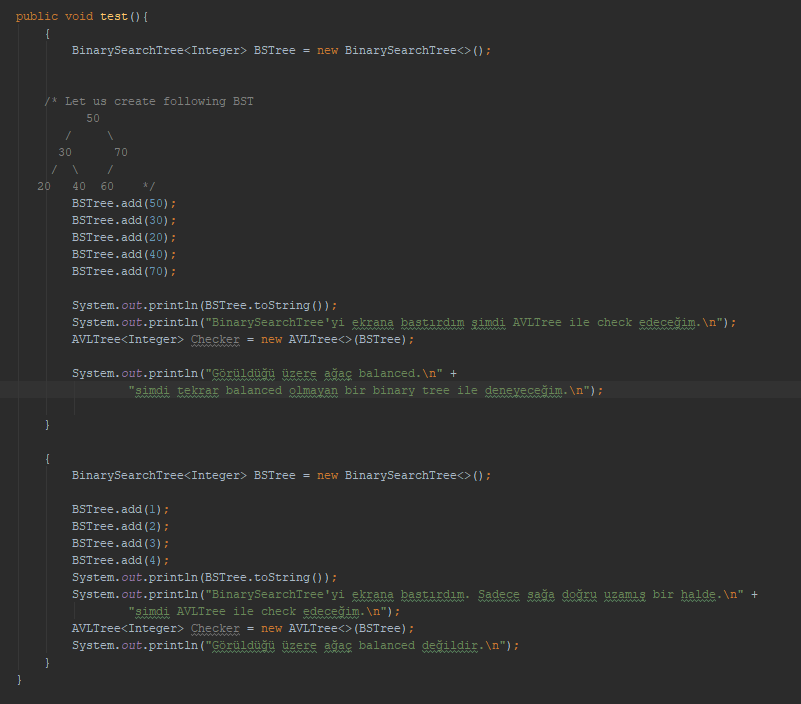 public void test(){
{
BinarySearchTree<Integer> BSTree = new BinarySearchTree<>();
/* Let us create following BST
50
/ \
30 70
/ \ /
20 40 60 */
BSTree.add(50);
BSTree.add(30);
BSTree.add(20);
BSTree.add(40);
BSTree.add(70);
System.out.println(BSTree.toString());
System.out.println("BinarySearchTree'yi ekrana bastırdım şimdi AVLTree ile check edeceğim.\n");
AVLTree<Integer> Checker = new AVLTree<>(BSTree);
System.out.println("Görüldüğü üzere ağaç balanced.\n" +
"şimdi tekrar balanced olmayan bir binary tree ile deneyeceğim.\n");
}
{
BinarySearchTree<Integer> BSTree = new BinarySearchTree<>();
BSTree.add(1);
BSTree.add(2);
BSTree.add(3);
BSTree.add(4);
System.out.println(BSTree.toString());
System.out.println("BinarySearchTree'yi ekrana bastırdım. Sadece sağa doğru uzamış bir halde.\n" +
"şimdi AVLTree ile check edeceğim.\n");
AVLTree<Integer> Checker = new AVLTree<>(BSTree);
System.out.println("Görüldüğü üzere ağaç balanced değildir.\n");
}
}